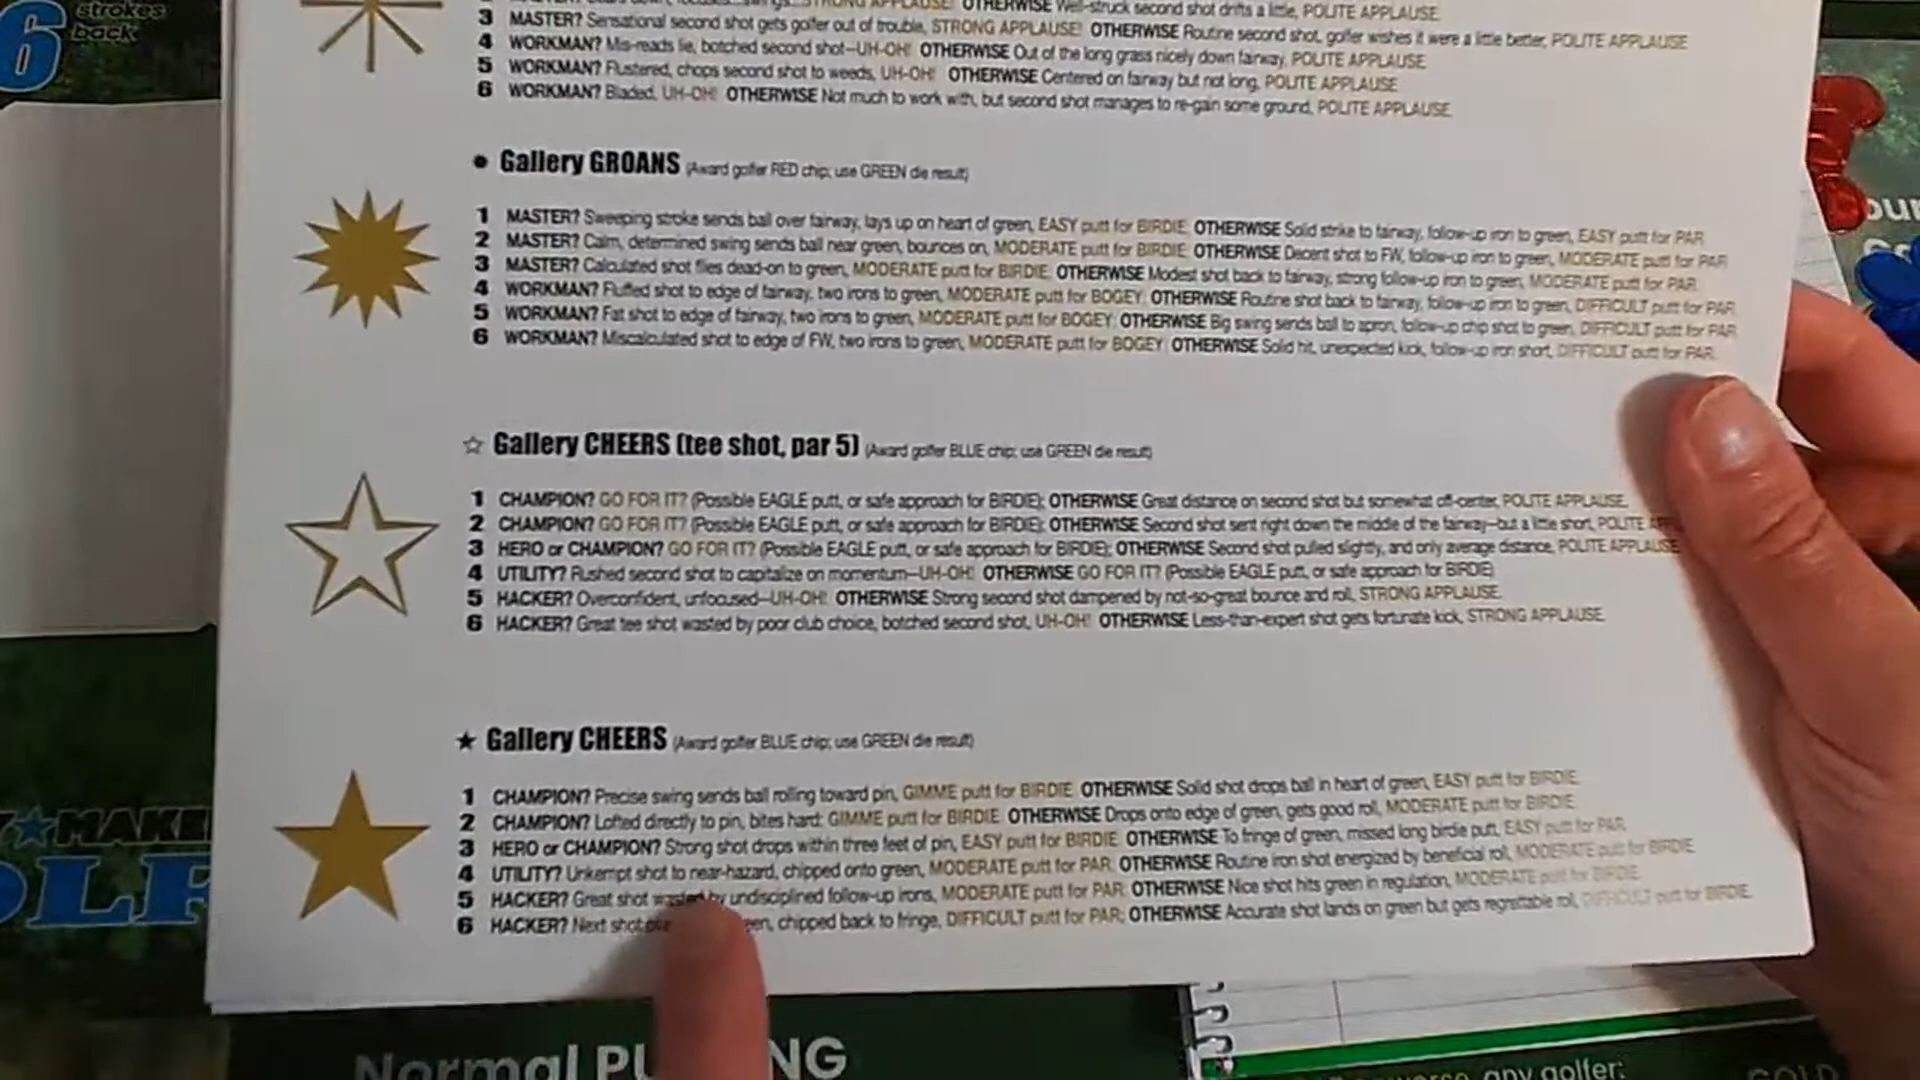 6 strokes
back
OTHERWISE Well-struck second shot drifts a little, POLITE APPLAUSE
3 MASTER? Sensational second shot gets golfer out of trouble, STRONG APPLAUSE! OTHERWISE Routine second shot, golfer wishes it were a little better, POLITE APPLAUSE
4 WORKMAN? Mis-reads lie, botched second shot—UH-OH! OTHERWISE Out of the long grass nicely down fairway, POLITE APPLAUSE
5 WORKMAN? Flustered, chops second shot to weeds, UH-OH! OTHERWISE Centered on fairway but not long, POLITE APPLAUSE
6 WORKMAN? Bladed, UH-OH! OTHERWISE Not much to work with, but second shot manages to re-gain some ground, POLITE APPLAUSE
● Gallery GROANS (Award golfer RED chip; use GREEN die result)
1 MASTER? Sweeping stroke sends ball over fairway, lays up on heart of green, EASY putt for BIRDIE; OTHERWISE Solid strike to fairway, follow-up iron to green, EASY putt for PAR
2 MASTER? Calm, determined swing sends ball near green, bounces on, MODERATE putt for BIRDIE; OTHERWISE Decent shot to FW, follow-up iron to green, MODERATE putt for PAR
3 MASTER? Calculated shot flies dead-on to green, MODERATE putt for BIRDIE; OTHERWISE Modest shot back to fairway, strong follow-up iron to green, MODERATE putt for PAR
4 WORKMAN? Fluffed shot to edge of fairway, two irons to green, MODERATE putt for BOGEY; OTHERWISE Routine shot back to fairway, follow-up iron to green, DIFFICULT putt for PAR
5 WORKMAN? Fat shot to edge of fairway, two irons to green, MODERATE putt for BOGEY; OTHERWISE Big swing sends ball to apron, follow-up chip shot to green, DIFFICULT putt for PAR
6 WORKMAN? Miscalculated shot to edge of FW, two irons to green, MODERATE putt for BOGEY; OTHERWISE Solid hit, unexpected kick, follow-up iron short, DIFFICULT putt for PAR
☆ Gallery CHEERS (tee shot, par 5) (Award golfer BLUE chip; use GREEN die result)
1 CHAMPION? GO FOR IT? (Possible EAGLE putt, or safe approach for BIRDIE); OTHERWISE Great distance on second shot but somewhat off-center, POLITE APPLAUSE
2 CHAMPION? GO FOR IT? (Possible EAGLE putt, or safe approach for BIRDIE); OTHERWISE Second shot sent right down the middle of the fairway—but a little short, POLITE
3 HERO or CHAMPION? GO FOR IT? (Possible EAGLE putt, or safe approach for BIRDIE); OTHERWISE Second shot pulled slightly, and only average distance, POLITE APPLAUSE
4 UTILITY? Rushed second shot to capitalize on momentum—UH-OH! OTHERWISE GO FOR IT? (Possible EAGLE putt, or safe approach for BIRDIE)
5 HACKER? Overconfident, unfocused—UH-OH! OTHERWISE Strong second shot dampened by not-so-great bounce and roll, STRONG APPLAUSE
6 HACKER? Great tee shot wasted by poor club choice, botched second shot, UH-OH! OTHERWISE Less-than-expert shot gets fortunate kick, STRONG APPLAUSE
★ Gallery CHEERS (Award golfer BLUE chip; use GREEN die result)
1 CHAMPION? Precise swing sends ball rolling toward pin, GIMME putt for BIRDIE OTHERWISE Solid shot drops ball in heart of green, EASY putt for BIRDIE
2 CHAMPION? Lofted directly to pin, bites hard: GIMME putt for BIRDIE OTHERWISE Drops onto edge of green, gets good roll, MODERATE putt for BIRDIE
3 HERO or CHAMPION? Strong shot drops within three feet of pin, EASY putt for BIRDIE OTHERWISE To fringe of green, missed long birdie putt, EASY putt for PAR
4 UTILITY? Unkempt shot to near-hazard, chipped onto green, MODERATE putt for PAR; OTHERWISE Routine iron shot energized by beneficial roll, MODERATE putt for BIRDIE
5 HACKER? Great shot wasted by undisciplined follow-up irons, MODERATE putt for PAR; OTHERWISE Nice shot hits green in regulation, MODERATE putt for BIRDIE
6 HACKER? Next shot chipped back to fringe, DIFFICULT putt for PAR; OTHERWISE Accurate shot lands on green but gets regrettable roll, DIFFICULT putt for BIRDIE
Normal
any golfer:
GOLD